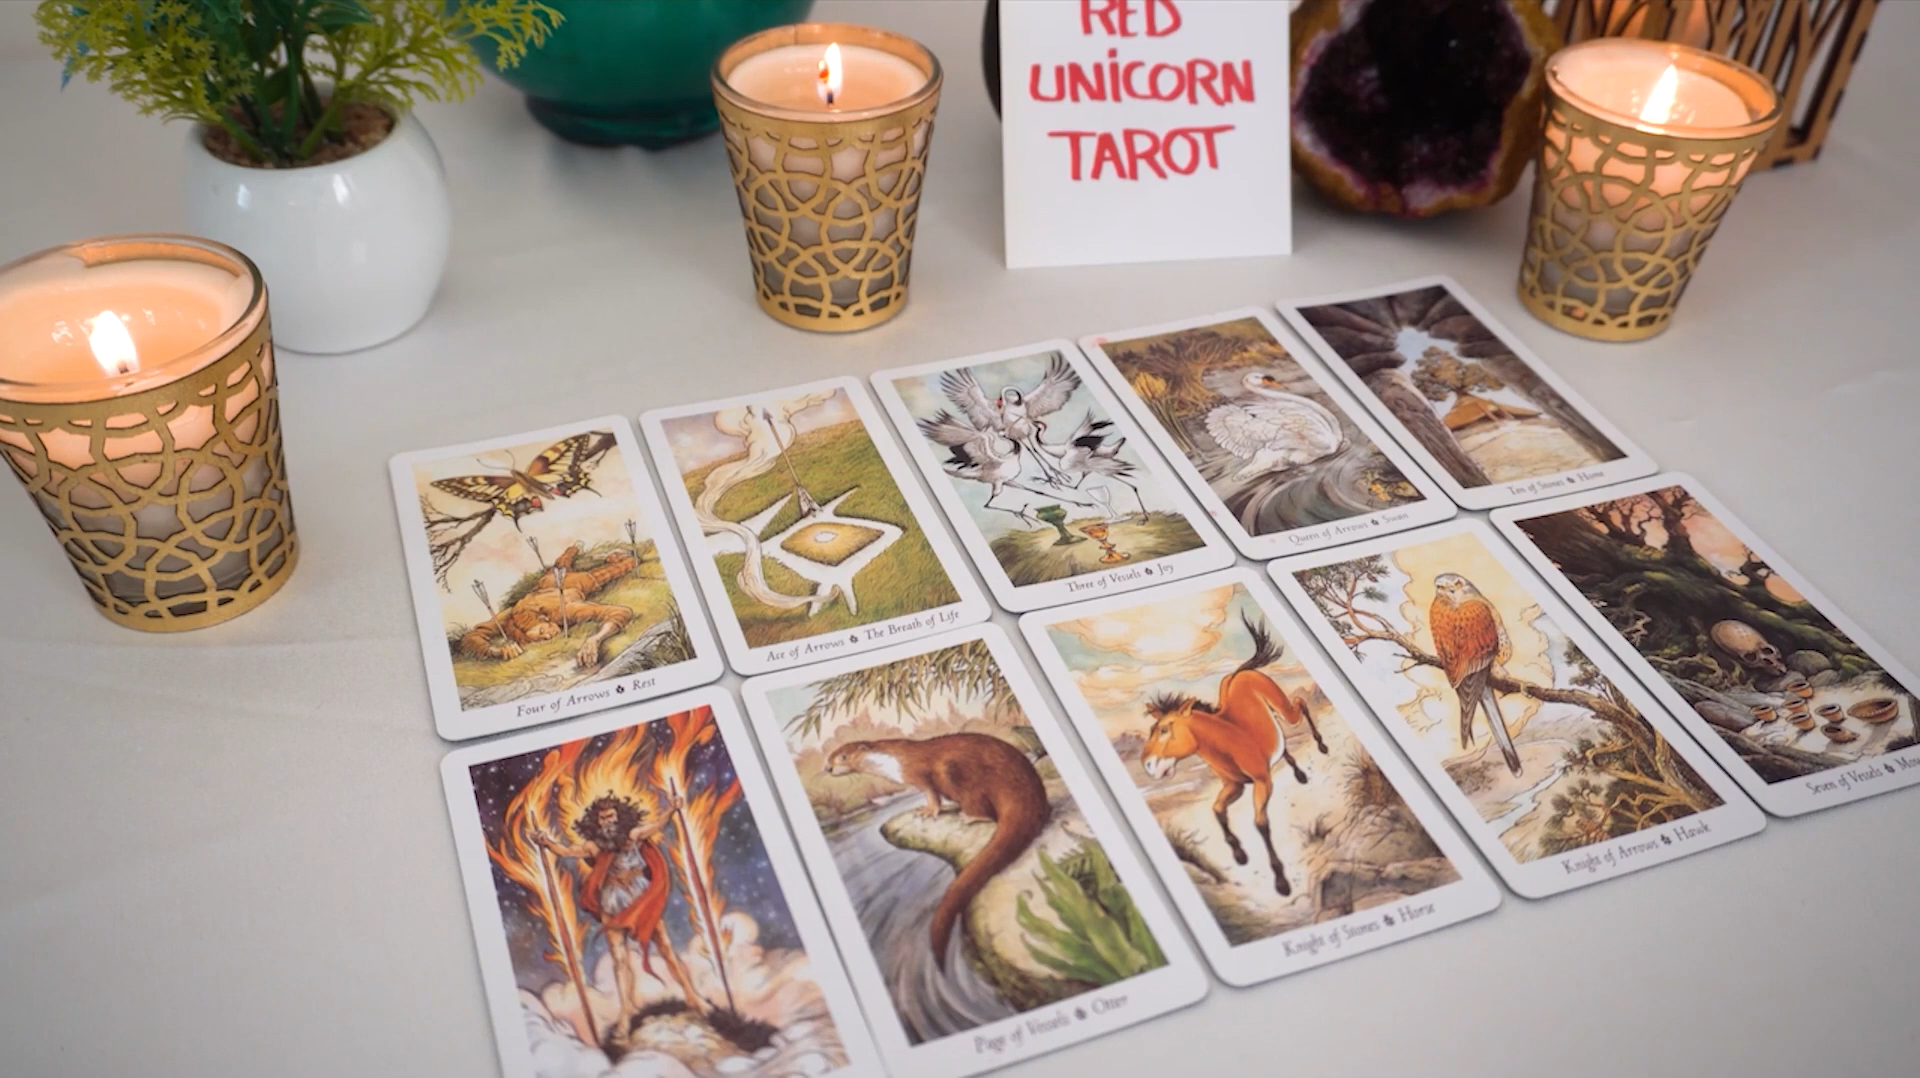 RED
UNICORN
TAROT
Four of Arrows Rest
Ace of Arrows The Breath of Life
Three of Vessels Joy
Queen of Arrows Swan
Ten of Stones Home
Page of Vessels Otter
Knight of Stones Horse
Knight of Arrows Hawk
Seven of Vessels